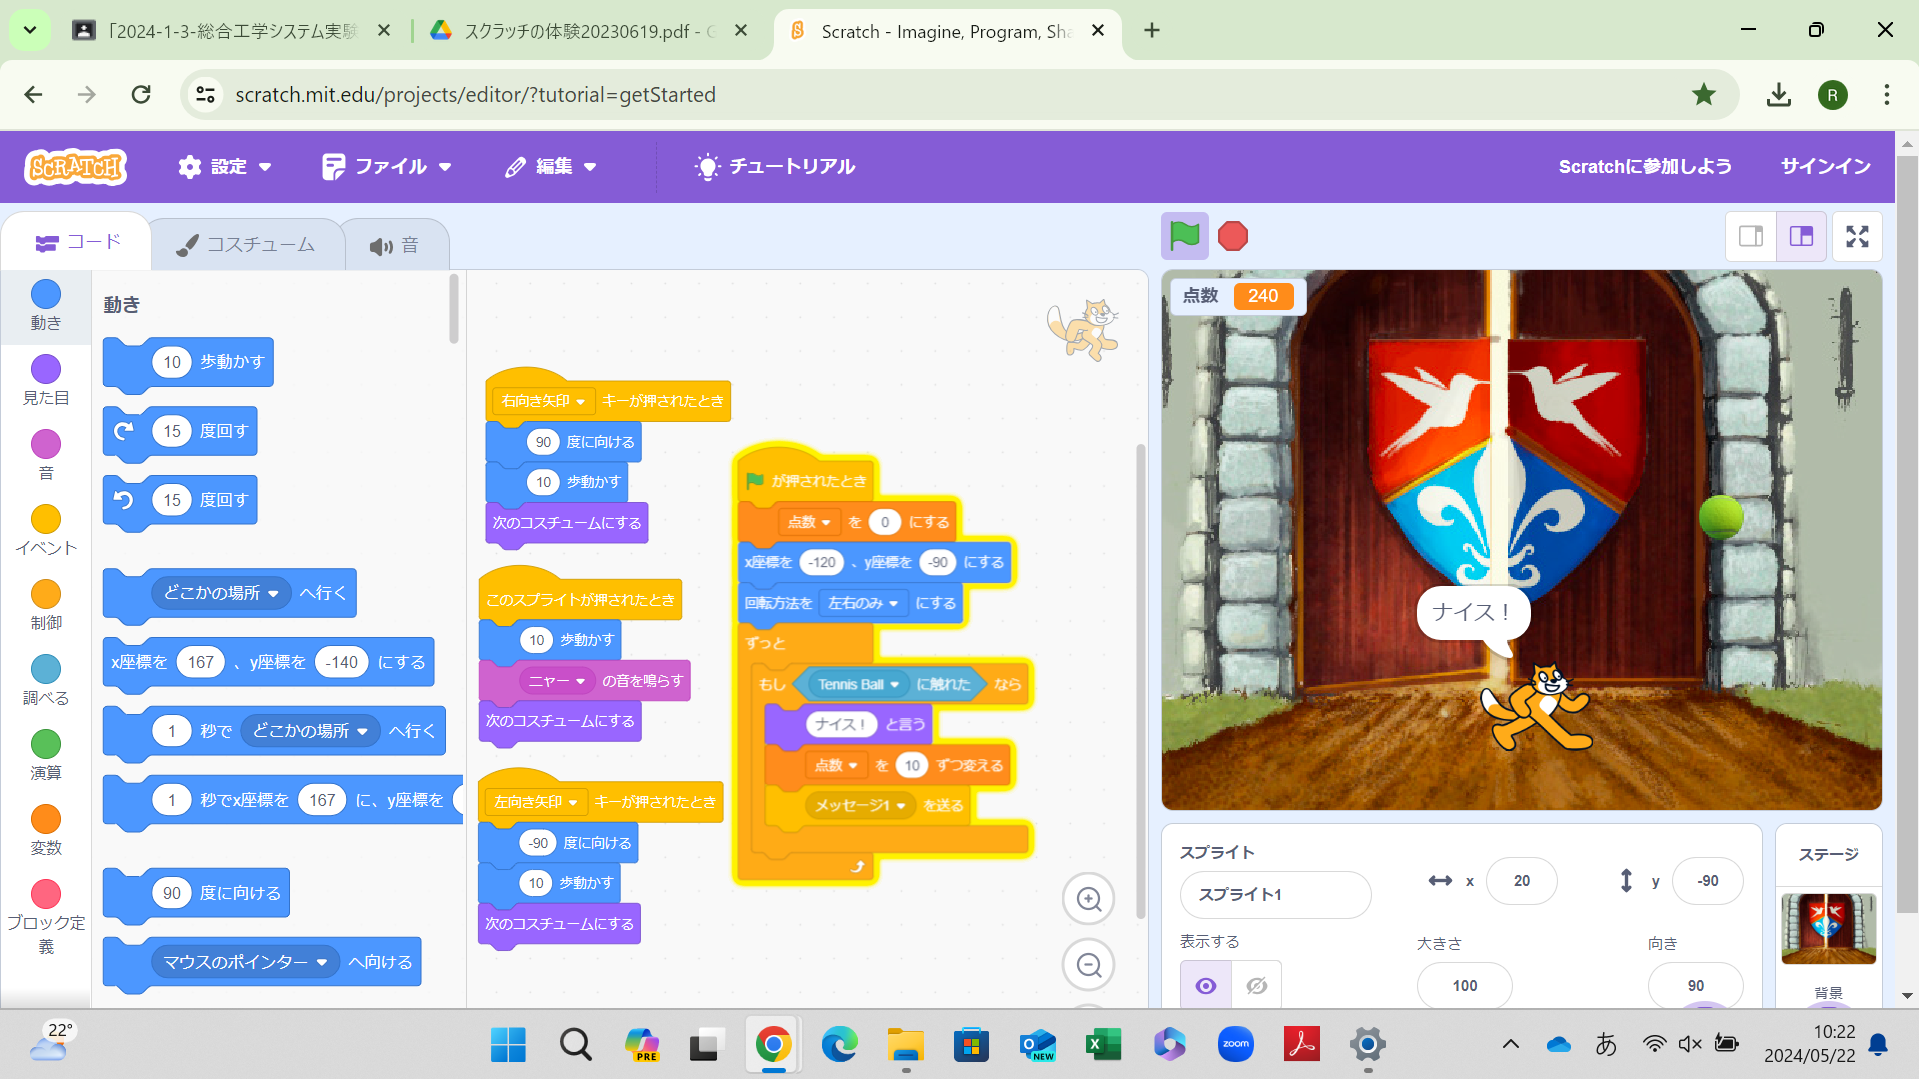 「2024-1-3-総合工学システム実験
スクラッチの体験20230619.pdf - G
Scratch - Imagine, Program, Sha
scratch.mit.edu/projects/editor/?tutorial=getStarted
R
SCRATCH
設定
ファイル
編集
チュートリアル
Scratchに参加しよう
サインイン
コード
コスチューム
音
動き
見た目
音
イベント
制御
調べる
演算
変数
ブロック定義
動き
10 歩動かす
15 度回す
15 度回す
どこかの場所 へ行く
x座標を 167 、y座標を -140 にする
1 秒で どこかの場所 へ行く
1 秒でx座標を 167 に、y座標を
90 度に向ける
マウスのポインター へ向ける
右向き矢印 キーが押されたとき
90 度に向ける
10 歩動かす
次のコスチュームにする
このスプライトが押されたとき
10 歩動かす
ニャー の音を鳴らす
次のコスチュームにする
左向き矢印 キーが押されたとき
-90 度に向ける
10 歩動かす
次のコスチュームにする
が押されたとき
点数 を 0 にする
x座標を -120 、y座標を -90 にする
回転方法を 左右のみ にする
ずっと
もし Tennis Ball に触れた なら
ナイス！ と言う
点数 を 10 ずつ変える
メッセージ1 を送る
点数 240
ナイス！
スプライト
スプライト1
x 20
y -90
表示する
大きさ
100
向き
90
ステージ
背景
22°
PRE
NEW
zoom
あ
10:22
2024/05/22